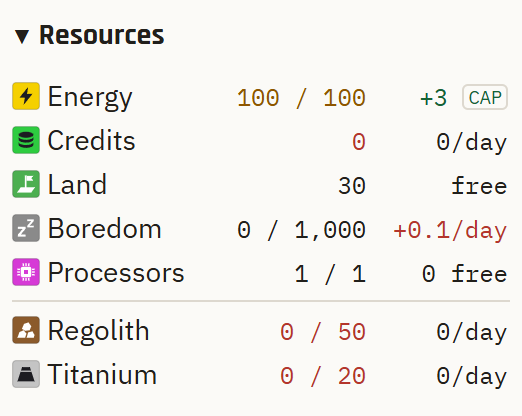 ▼ Resources
Energy 100 / 100 +3 CAP
Credits 0 0/day
Land 30 free
Boredom 0 / 1,000 +0.1/day
Processors 1 / 1 0 free
Regolith 0 / 50 0/day
Titanium 0 / 20 0/day